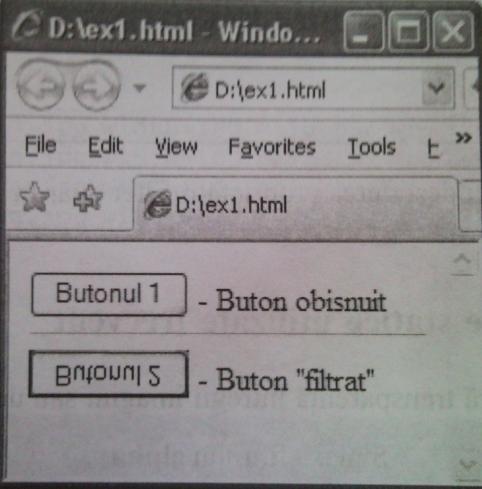 D:\ex1.html - Windo...
D:\ex1.html
File Edit View Favorites Tools »
D:\ex1.html
Butonul 1 - Buton obisnuit
Butonul 2 - Buton "filtrat"